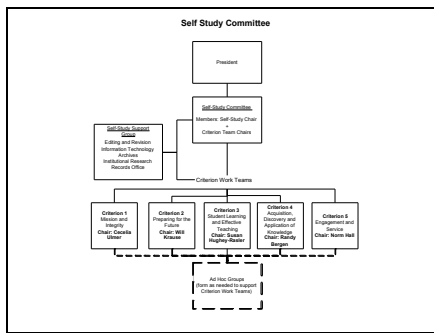 Self Study Committee
President
Self-Study Committee
Members: Self-Study Chair
+
Criterion Team Chairs
Self-Study Support
Group
Editing and Revision
Information Technology
Archives
Institutional Research
Records Office
Criterion Work Teams
Criterion 1
Mission and
Integrity
Chair: Cecelia
Ulmer
Criterion 2
Preparing for the
Future
Chair: Will
Krause
Criterion 3
Student Learning
and Effective
Teaching
Chair: Susan
Hughey-Rasler
Criterion 4
Acquisition,
Discovery and
Application of
Knowledge
Chair: Randy
Bergen
Criterion 5
Engagement and
Service
Chair: Norm Hall
Ad Hoc Groups
(form as needed to support
Criterion Work Teams)